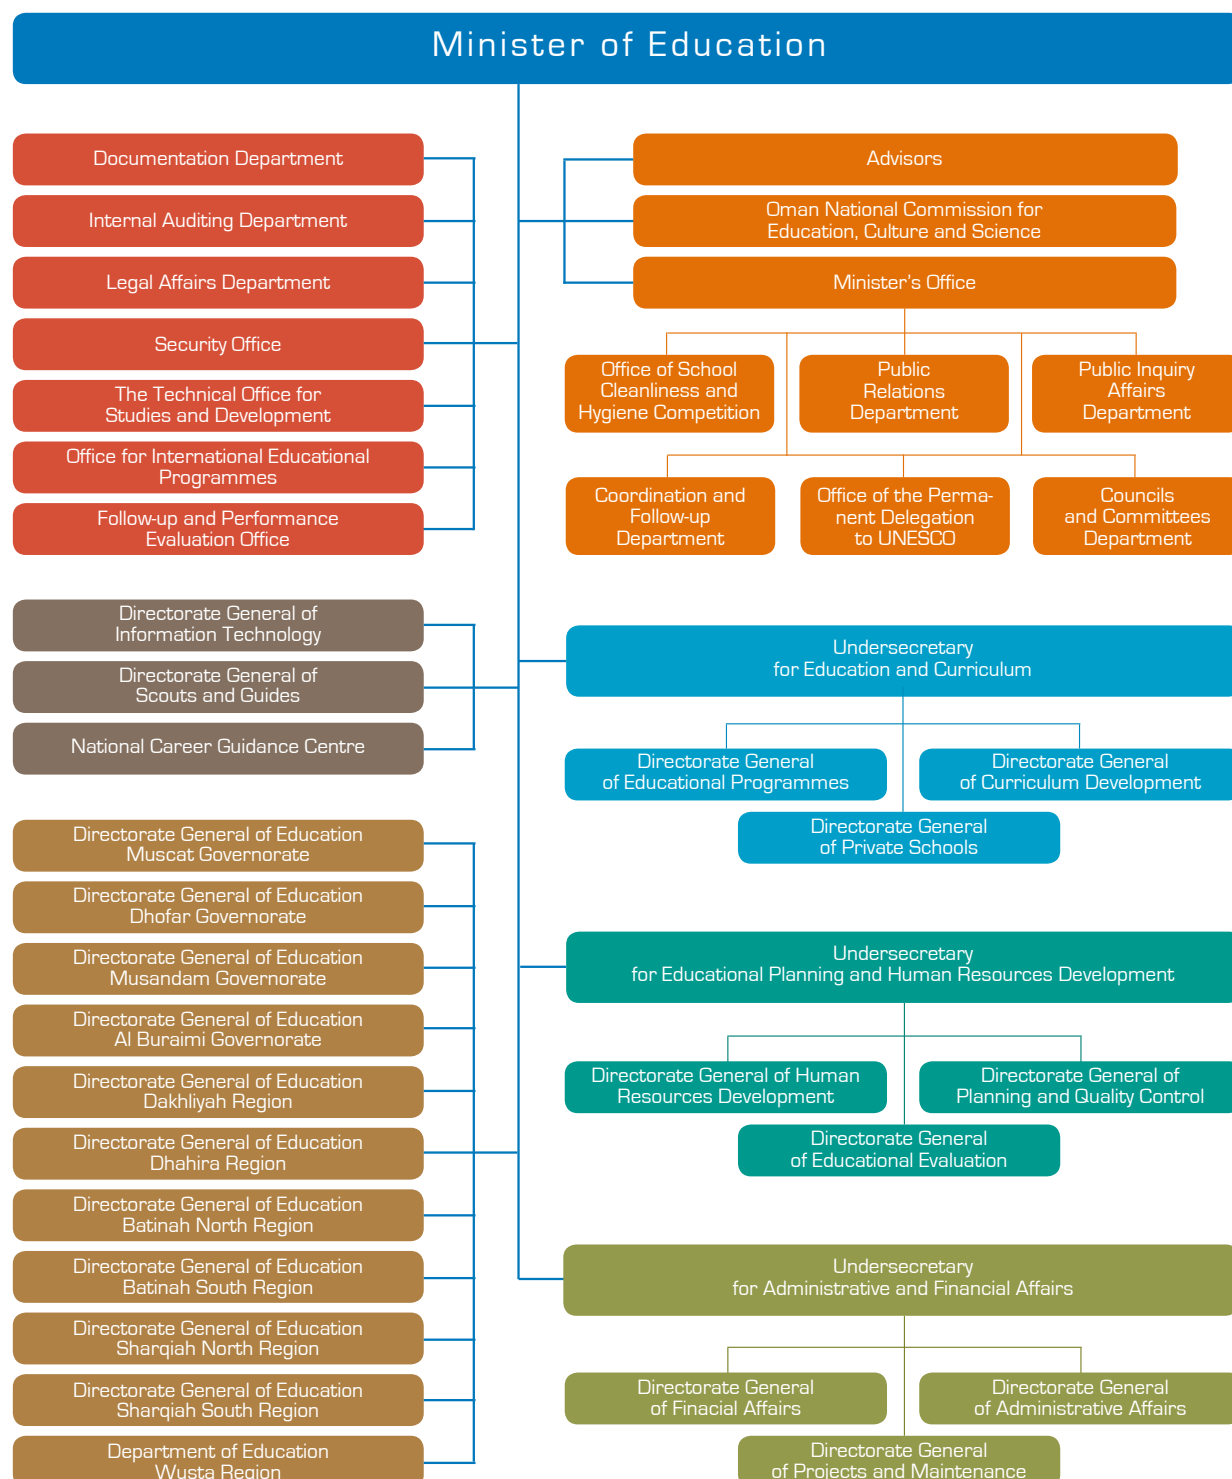 Minister of Education
Documentation Department
Internal Auditing Department
Legal Affairs Department
Security Office
The Technical Office for
Studies and Development
Office for International Educational
Programmes
Follow-up and Performance
Evaluation Office
Advisors
Oman National Commission for
Education, Culture and Science
Minister's Office
Office of School
Cleanliness and
Hygiene Competition
Public
Relations
Department
Public Inquiry
Affairs
Department
Coordination and
Follow-up
Department
Office of the Perma-
nent Delegation
to UNESCO
Councils
and Committees
Department
Directorate General of
Information Technology
Directorate General of
Scouts and Guides
National Career Guidance Centre
Undersecretary
for Education and Curriculum
Directorate General
of Educational Programmes
Directorate General
of Curriculum Development
Directorate General
of Private Schools
Directorate General of Education
Muscat Governorate
Directorate General of Education
Dhofar Governorate
Directorate General of Education
Musandam Governorate
Directorate General of Education
Al Buraimi Governorate
Directorate General of Education
Dakhliyah Region
Directorate General of Education
Dhahira Region
Directorate General of Education
Batinah North Region
Directorate General of Education
Batinah South Region
Directorate General of Education
Sharqiah North Region
Directorate General of Education
Sharqiah South Region
Department of Education
Wusta Region
Undersecretary
for Educational Planning and Human Resources Development
Directorate General of Human
Resources Development
Directorate General of
Planning and Quality Control
Directorate General
of Educational Evaluation
Undersecretary
for Administrative and Financial Affairs
Directorate General
of Finacial Affairs
Directorate General
of Administrative Affairs
Directorate General
of Projects and Maintenance